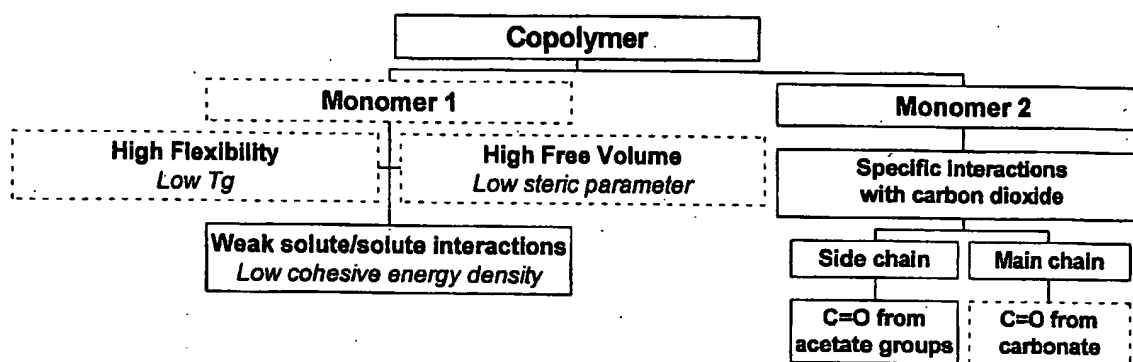 Copolymer
Monomer 1
Monomer 2
High Flexibility
Low Tg
High Free Volume
Low steric parameter
Specific interactions
with carbon dioxide
Weak solute/solute interactions
Low cohesive energy density
Side chain
Main chain
C=O from
acetate groups
C=O from
carbonate